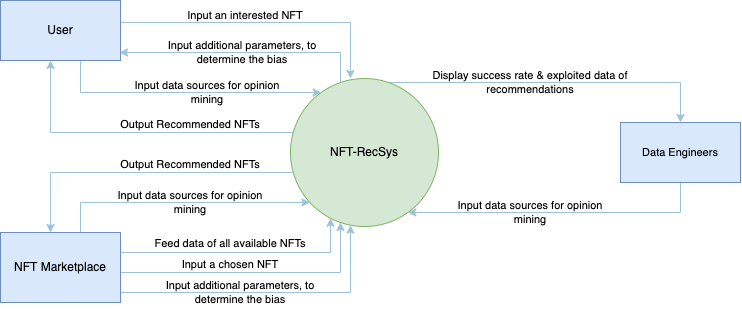 Input an interested NFT
User
Input additional parameters, to
determine the bias
Input data sources for opinion
mining
Display success rate & exploited data of
recommendations
Output Recommended NFTs
NFT-RecSys
Data Engineers
Output Recommended NFTs
Input data sources for opinion
mining
Input data sources for opinion
mining
Feed data of all available NFTs
NFT Marketplace
Input a chosen NFT
Input additional parameters, to
determine the bias